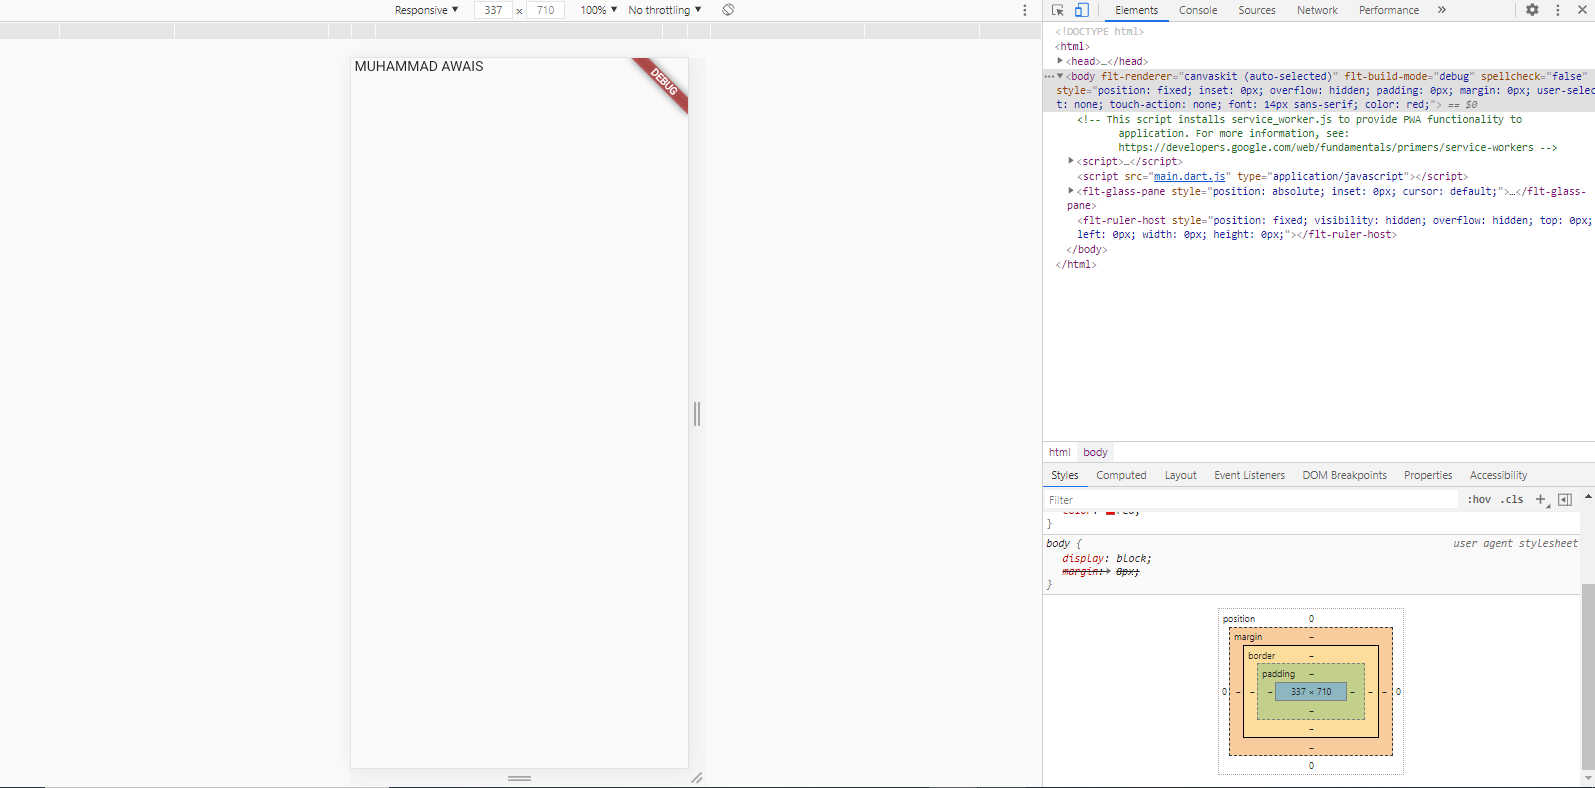 Responsive ▼ 337 x 710 100% ▼ No throttling ▼
MUHAMMAD AWAIS
DEBUG
Elements Console Sources Network Performance »
<!DOCTYPE html>
<html>
▶<head>…</head>
…▼<body flt-renderer="canvaskit (auto-selected)" flt-build-mode="debug" spellcheck="false"
style="position: fixed; inset: 0px; overflow: hidden; padding: 0px; margin: 0px; user-selec
t: none; touch-action: none; font: 14px sans-serif; color: red;"> == $0
<!-- This script installs service_worker.js to provide PWA functionality to
application. For more information, see:
https://developers.google.com/web/fundamentals/primers/service-workers -->
▶<script>…</script>
<script src="main.dart.js" type="application/javascript"></script>
▶<flt-glass-pane style="position: absolute; inset: 0px; cursor: default;">…</flt-glass-
pane>
<flt-ruler-host style="position: fixed; visibility: hidden; overflow: hidden; top: 0px;
left: 0px; width: 0px; height: 0px;"></flt-ruler-host>
</body>
</html>
html body
Styles Computed Layout Event Listeners DOM Breakpoints Properties Accessibility
Filter :hov .cls +
color: red;
}
body { user agent stylesheet
display: block;
margin:▶ 8px;
}
position 0
margin –
border –
padding –
0 – – – 337 × 710 – – – 0
–
–
–
0